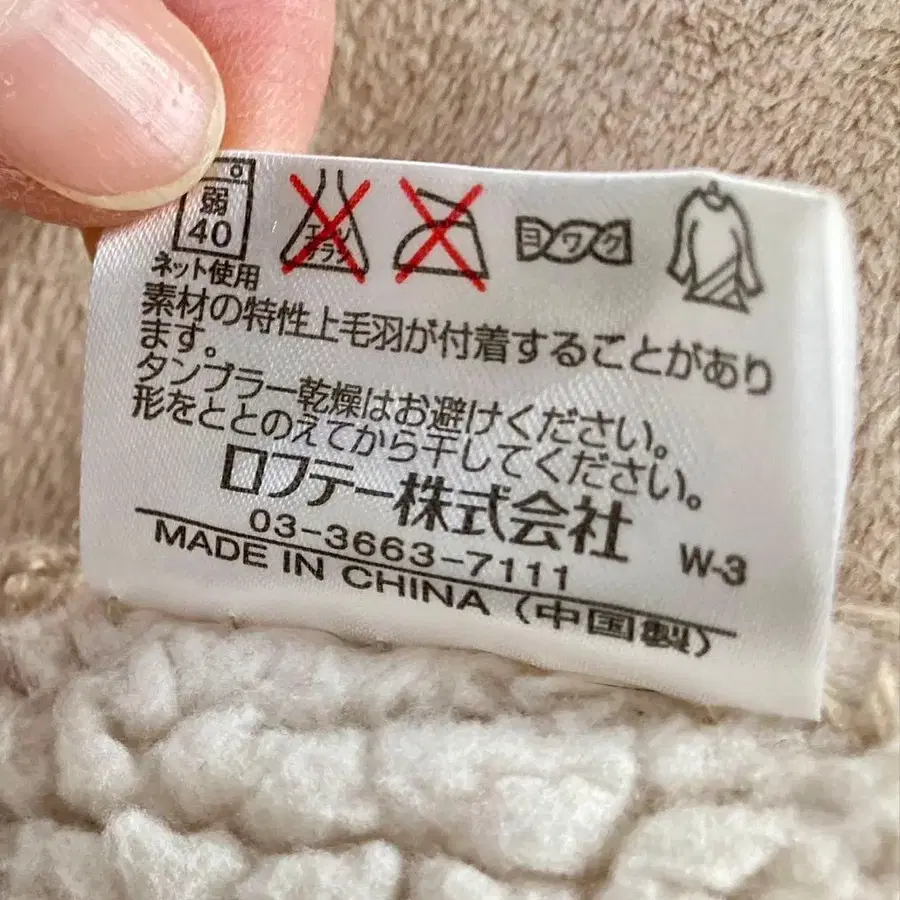 弱
40
ネット使用
エンソ
サラシ
ヨワク
素材の特性上毛羽が付着することがあり
ます。
タンブラー乾燥はお避けください。
形をととのえてから干してください。
ロフテー株式会社
03-3663-7111
W-3
MADE IN CHINA (中国製)